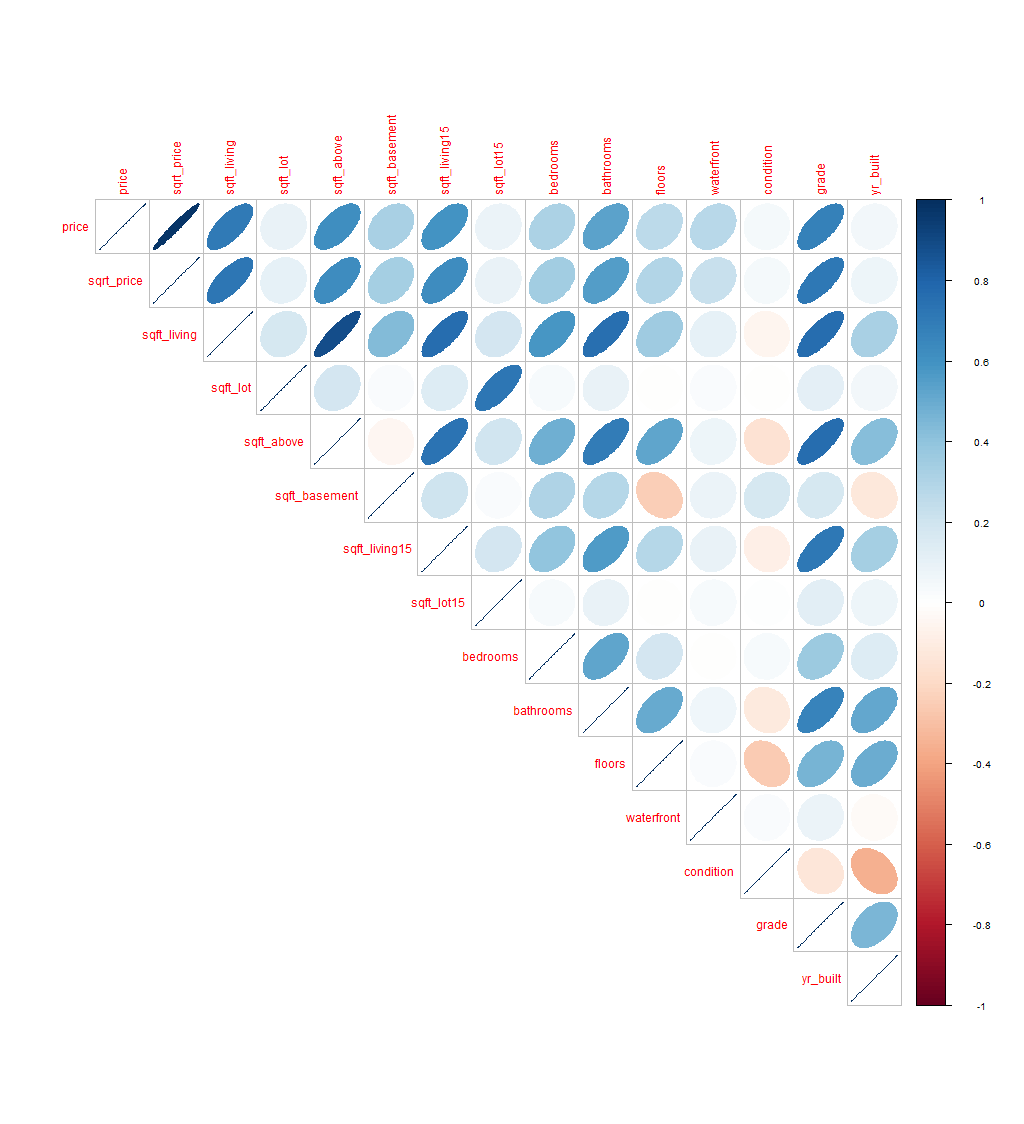 price
sqrt_price
sqft_living
sqft_lot
sqft_above
sqft_basement
sqft_living15
sqft_lot15
bedrooms
bathrooms
floors
waterfront
condition
grade
yr_built
price
sqrt_price
sqft_living
sqft_lot
sqft_above
sqft_basement
sqft_living15
sqft_lot15
bedrooms
bathrooms
floors
waterfront
condition
grade
yr_built
1
0.8
0.6
0.4
0.2
0
-0.2
-0.4
-0.6
-0.8
-1